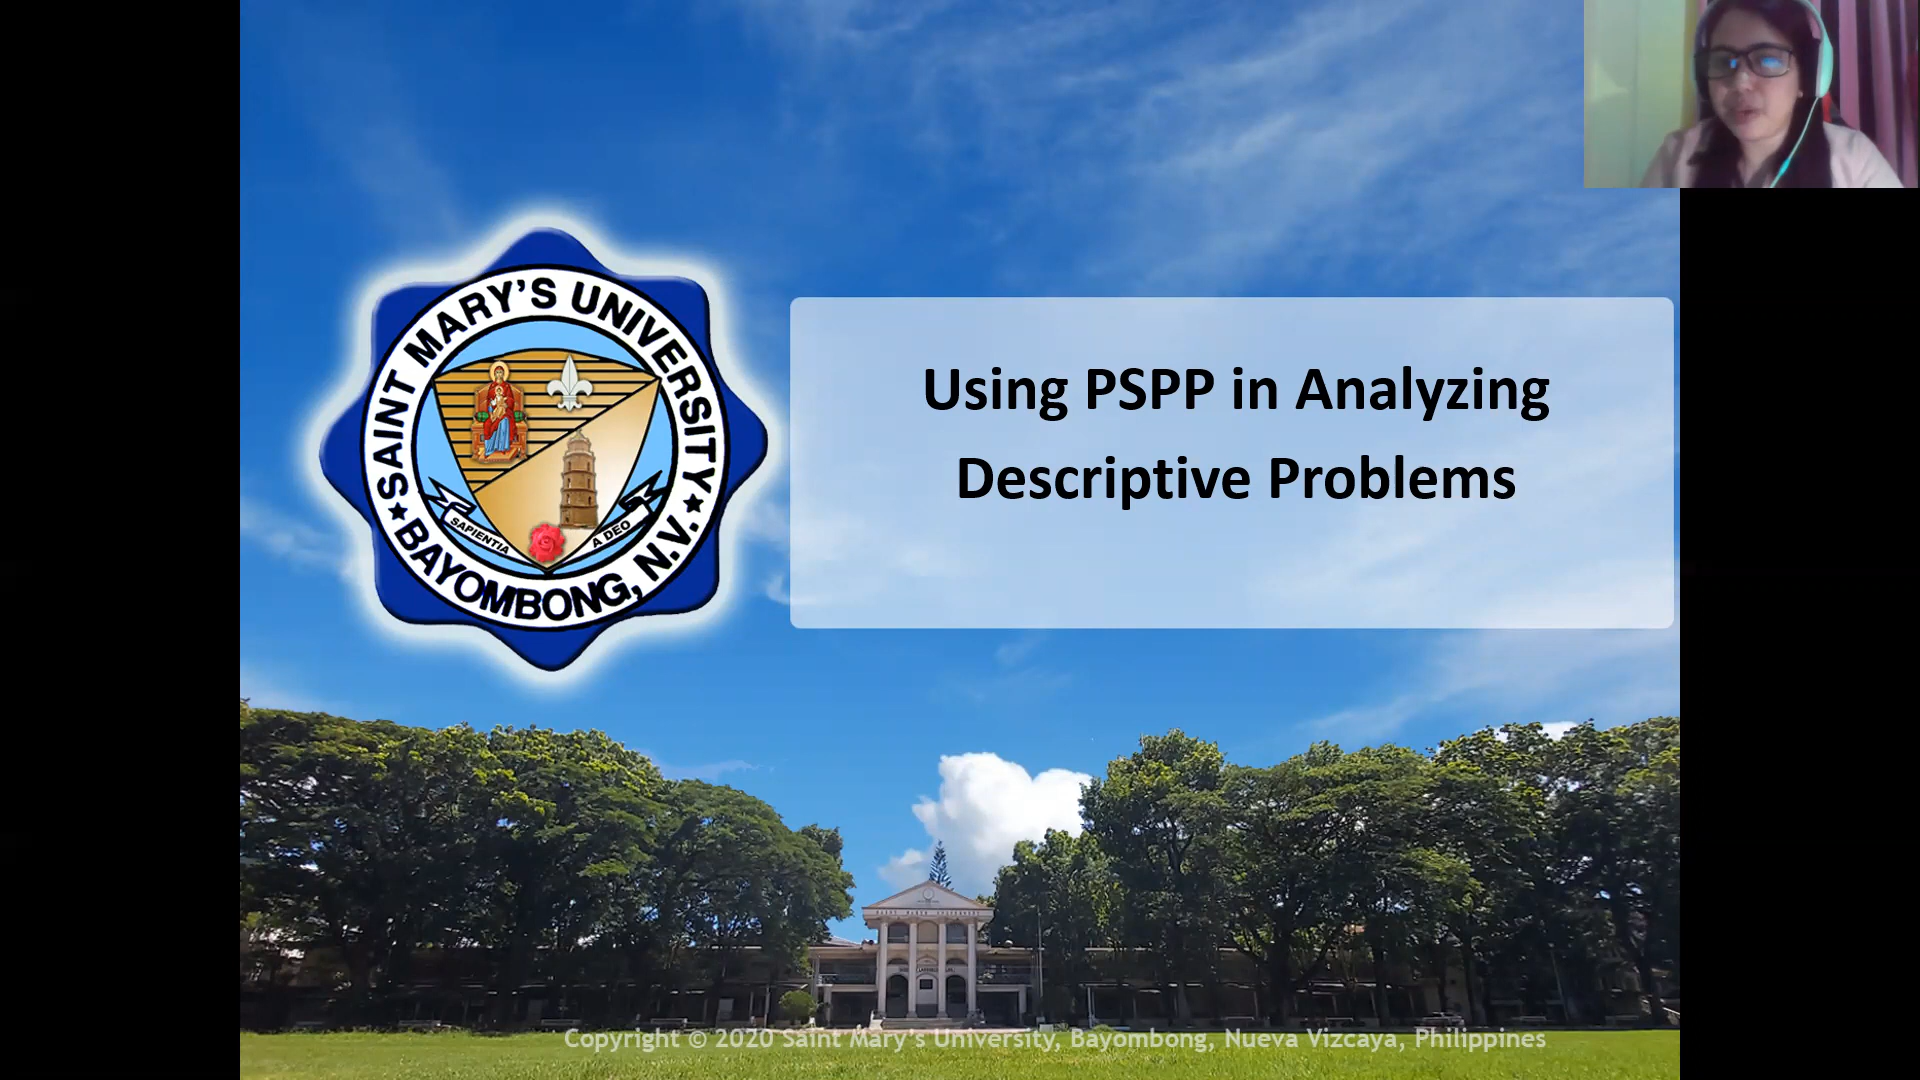 SAINT MARY'S UNIVERSITY
SAPIENTIA A DEO
BAYOMBONG, N.V.
Using PSPP in Analyzing
Descriptive Problems
Copyright © 2020 Saint Mary's University, Bayombong, Nueva Vizcaya, Philippines